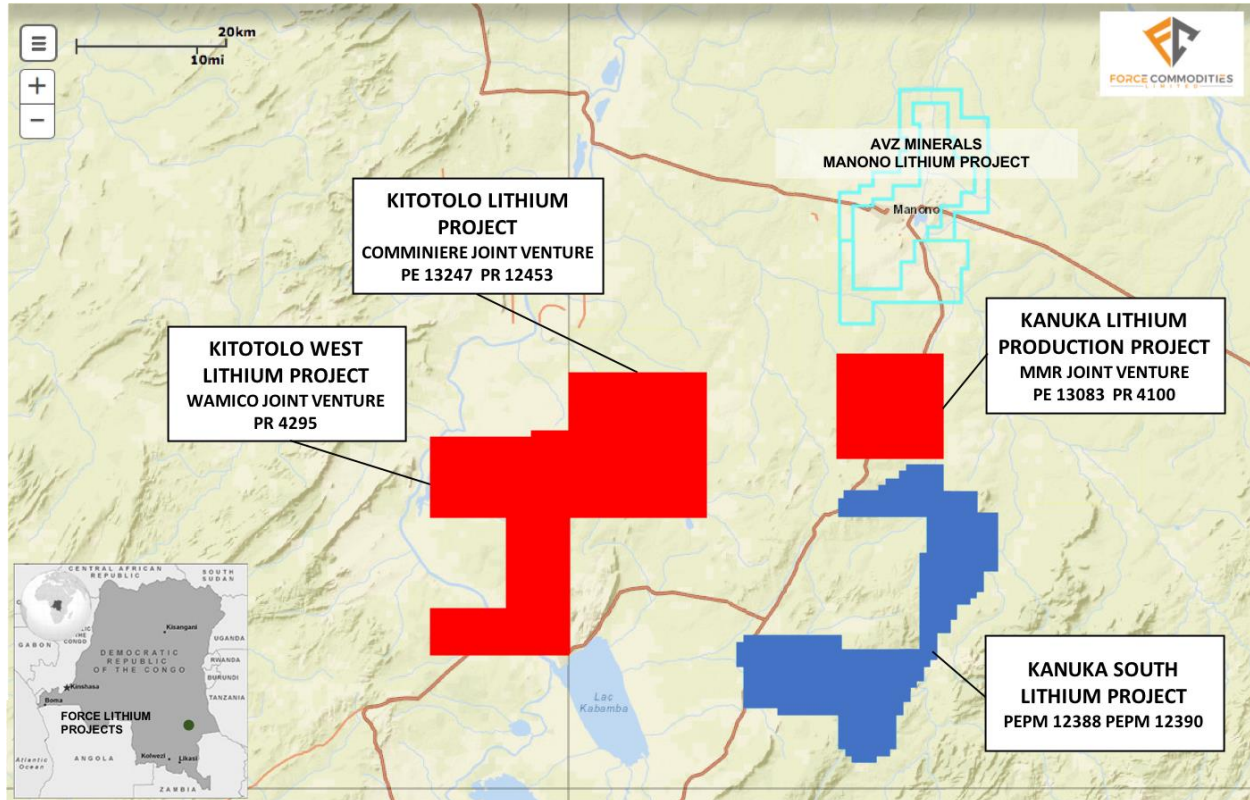 20km
10mi
+
−
FORCE COMMODITIES
LIMITED
AVZ MINERALS
MANONO LITHIUM PROJECT
Manono
KITOTOLO LITHIUM
PROJECT
COMMINIERE JOINT VENTURE
PE 13247 PR 12453
KITOTOLO WEST
LITHIUM PROJECT
WAMICO JOINT VENTURE
PR 4295
KANUKA LITHIUM
PRODUCTION PROJECT
MMR JOINT VENTURE
PE 13083 PR 4100
KANUKA SOUTH
LITHIUM PROJECT
PEPM 12388 PEPM 12390
Lac
Kabamba
CENTRAL AFRICAN
REPUBLIC
SOUTH
SUDAN
Kisangani
THE
CONGO
UGANDA
GABON
DEMOCRATIC
REPUBLIC
OF THE CONGO
RWANDA
BURUNDI
Kinshasa
TANZANIA
Boma
FORCE LITHIUM
PROJECTS
Atlantic
Ocean
ANGOLA
Kolwezi
Likasi
ZAMBIA